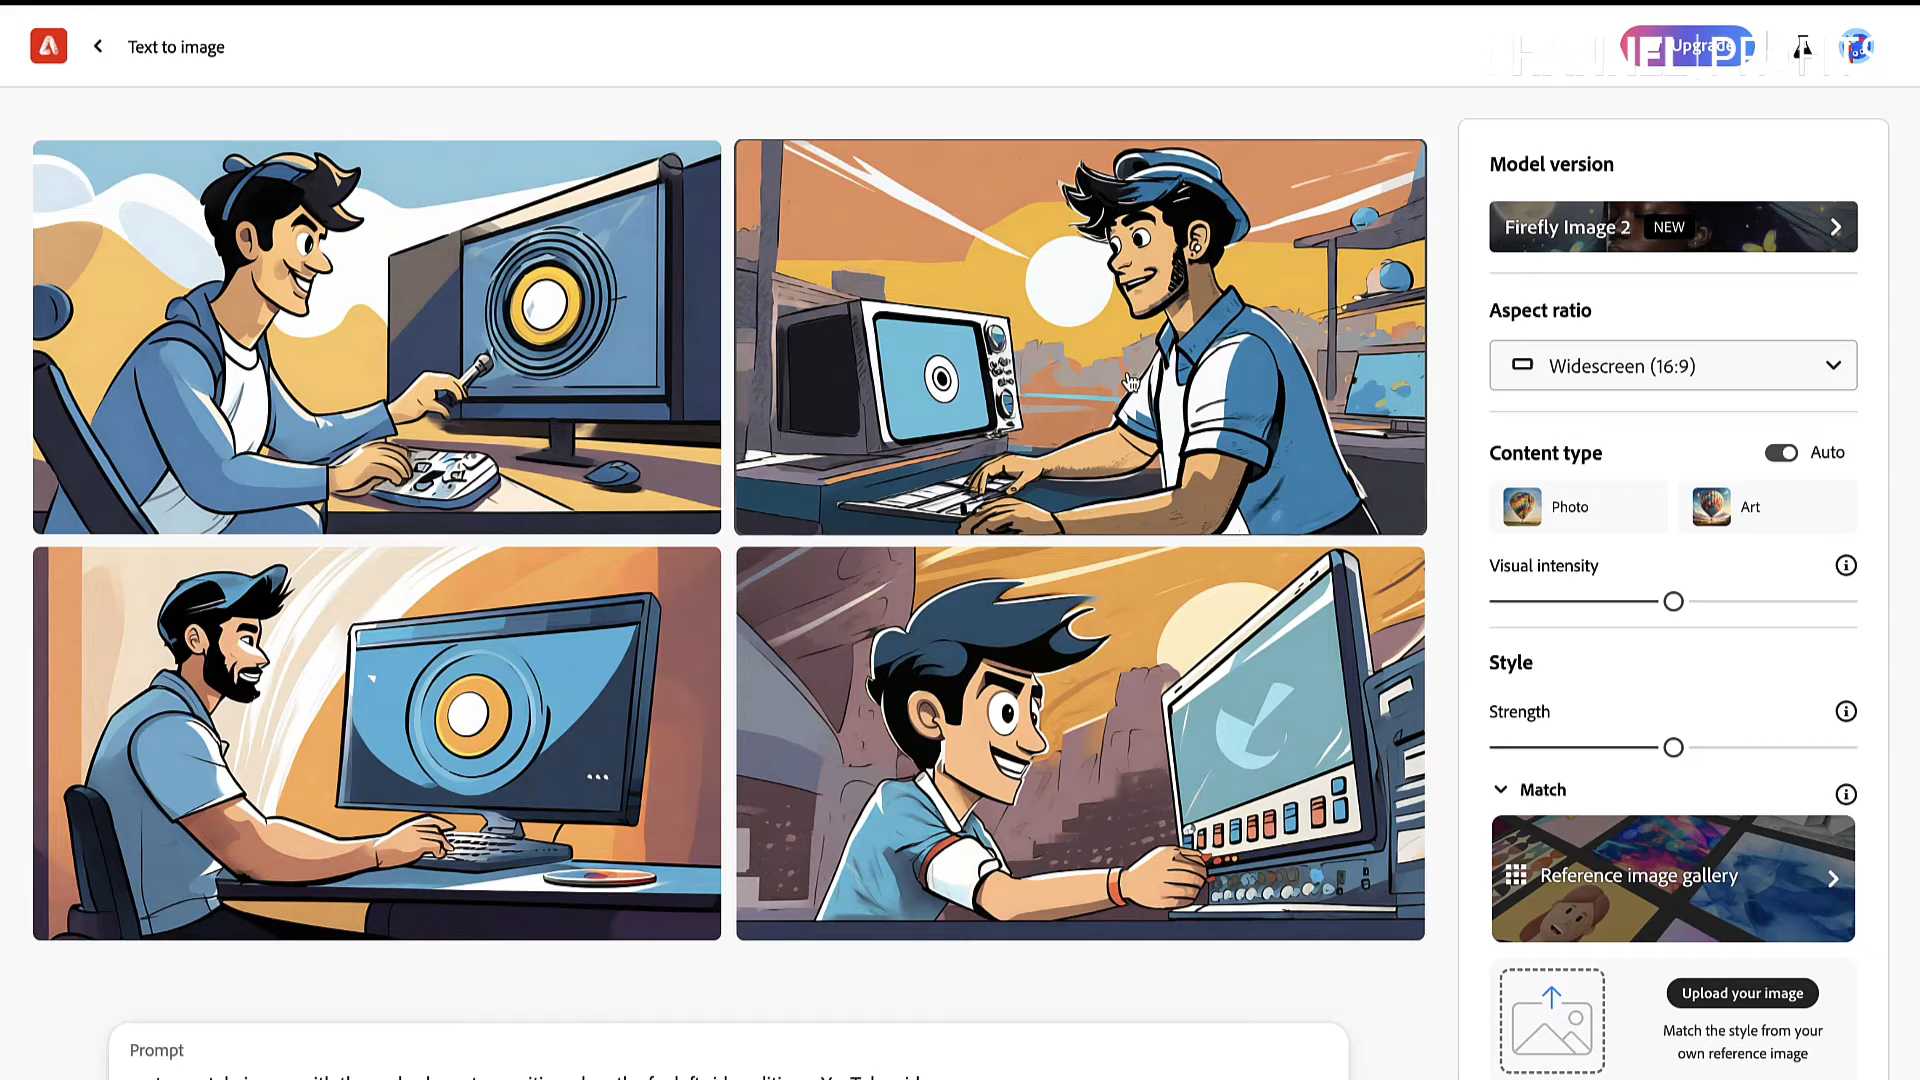 Text to image
Upgrade
Model version
Firefly Image 2 NEW
Aspect ratio
Widescreen (16:9)
Content type
Auto
Photo
Art
Visual intensity
Style
Strength
Match
Reference image gallery
Upload your image
Match the style from your
own reference image
Prompt